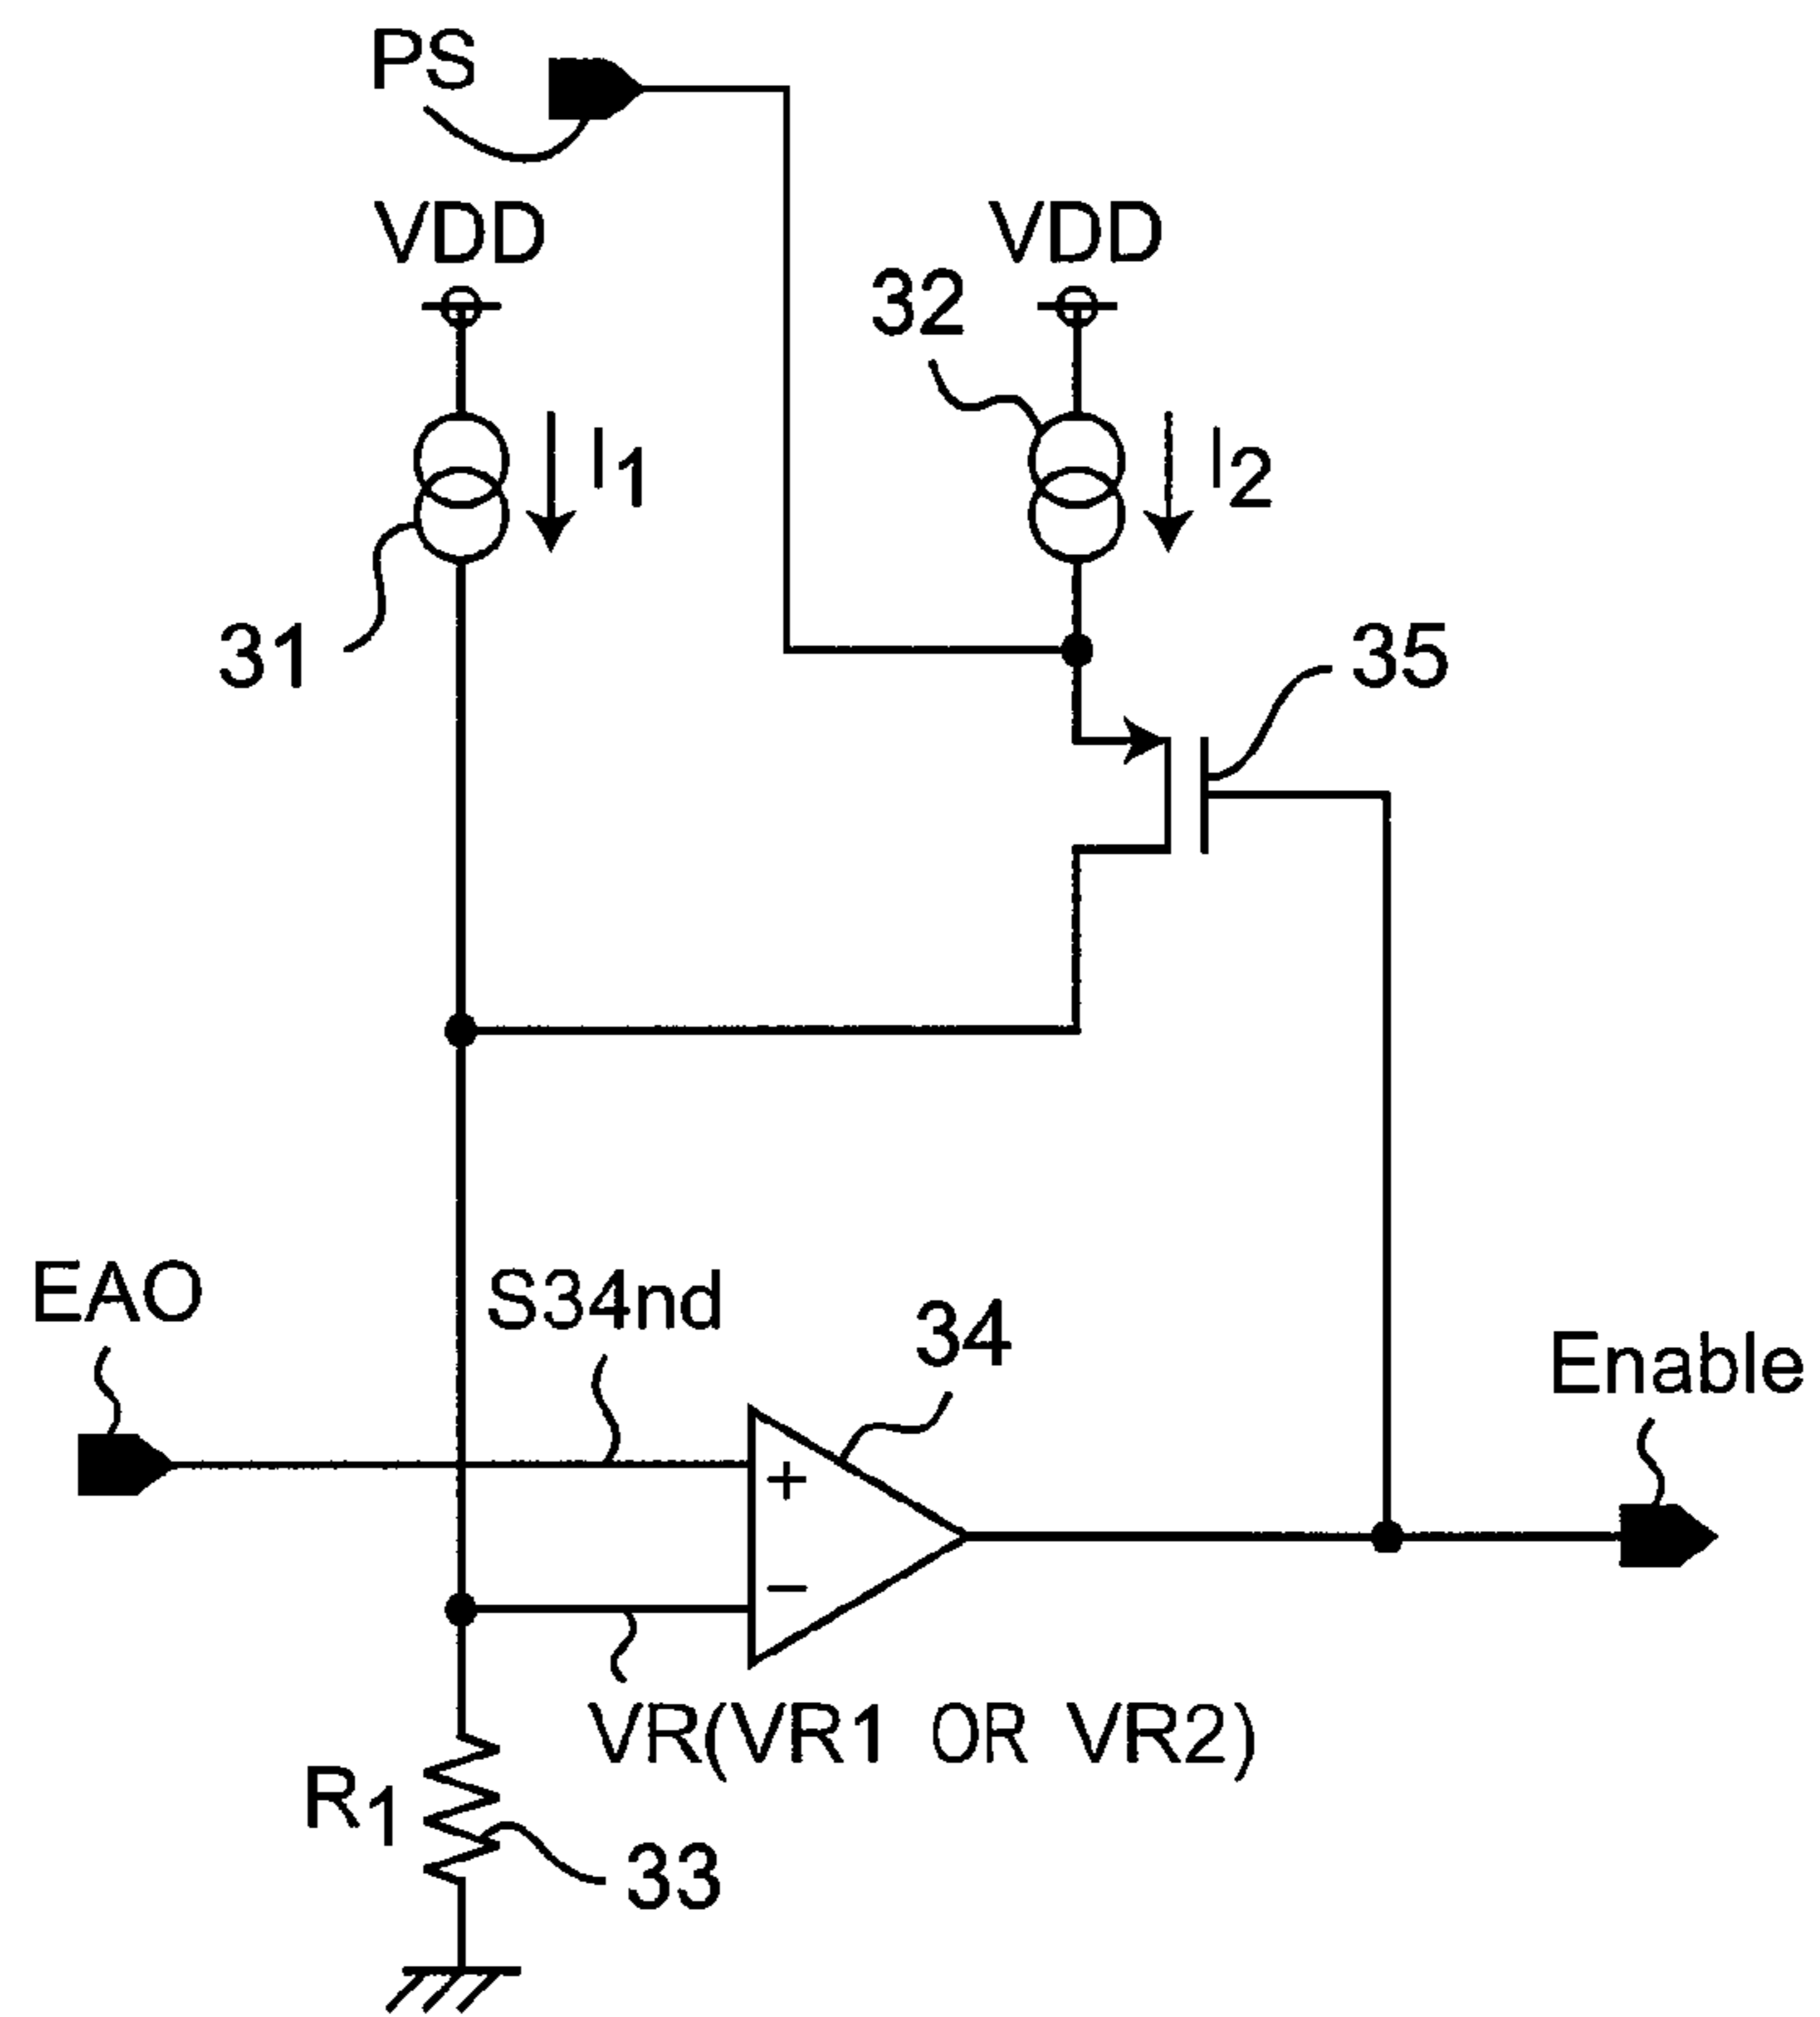 PS
VDD
VDD
32
I1
I2
31
35
EAO
S34nd
34
Enable
+
−
VR(VR1 OR VR2)
R1
33